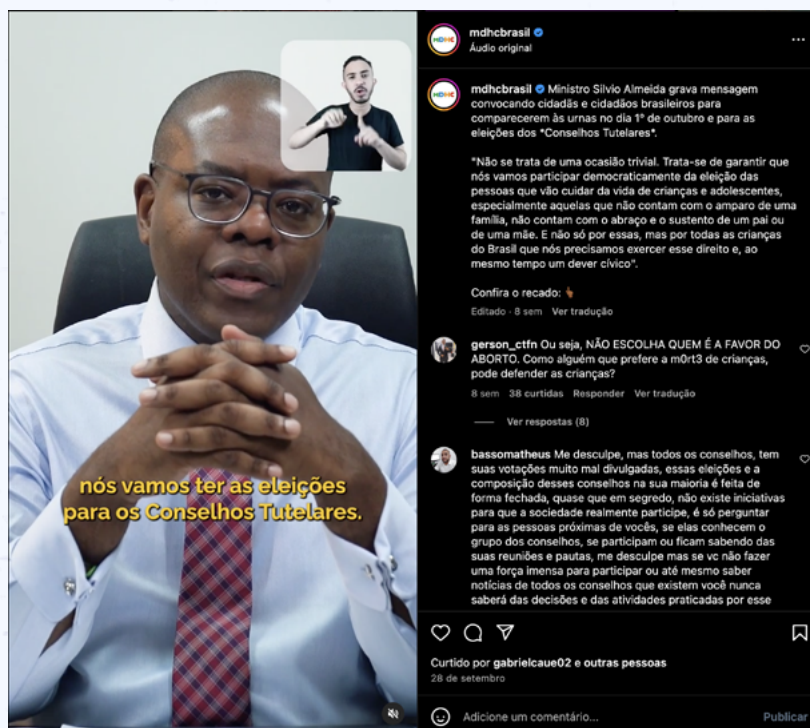 nós vamos ter as eleições
para os Conselhos Tutelares.
mdhcbrasil
Áudio original
MDHC
mdhcbrasil Ministro Silvio Almeida grava mensagem
convocando cidadãs e cidadãos brasileiros para
comparecerem às urnas no dia 1º de outubro e para as
eleições dos *Conselhos Tutelares*.
"Não se trata de uma ocasião trivial. Trata-se de garantir que
nós vamos participar democraticamente da eleição das
pessoas que vão cuidar da vida de crianças e adolescentes,
especialmente aquelas que não contam com o amparo de uma
família, não contam com o abraço e o sustento de um pai ou
de uma mãe. E não só por essas, mas por todas as crianças
do Brasil que nós precisamos exercer esse direito e, ao
mesmo tempo um dever cívico".
Confira o recado: 👇🏾
Editado · 8 sem Ver tradução
gerson_ctfn Ou seja, NÃO ESCOLHA QUEM É A FAVOR DO
ABORTO. Como alguém que prefere a m0rt3 de crianças,
pode defender as crianças?
8 sem 38 curtidas Responder Ver tradução
Ver respostas (8)
bassomatheus Me desculpe, mas todos os conselhos, tem
suas votações muito mal divulgadas, essas eleições e a
composição desses conselhos na sua maioria é feita de
forma fechada, quase que em segredo, não existe iniciativas
para que a sociedade realmente participe, é só perguntar
para as pessoas próximas de vocês, se elas conhecem o
grupo dos conselhos, se participam ou ficam sabendo das
suas reuniões e pautas, me desculpe mas se vc não fazer
uma força imensa para participar ou até mesmo saber
notícias de todos os conselhos que existem você nunca
saberá das decisões e das atividades praticadas por esse
Curtido por gabrielcaue02 e outras pessoas
28 de setembro
Adicione um comentário...
Publicar